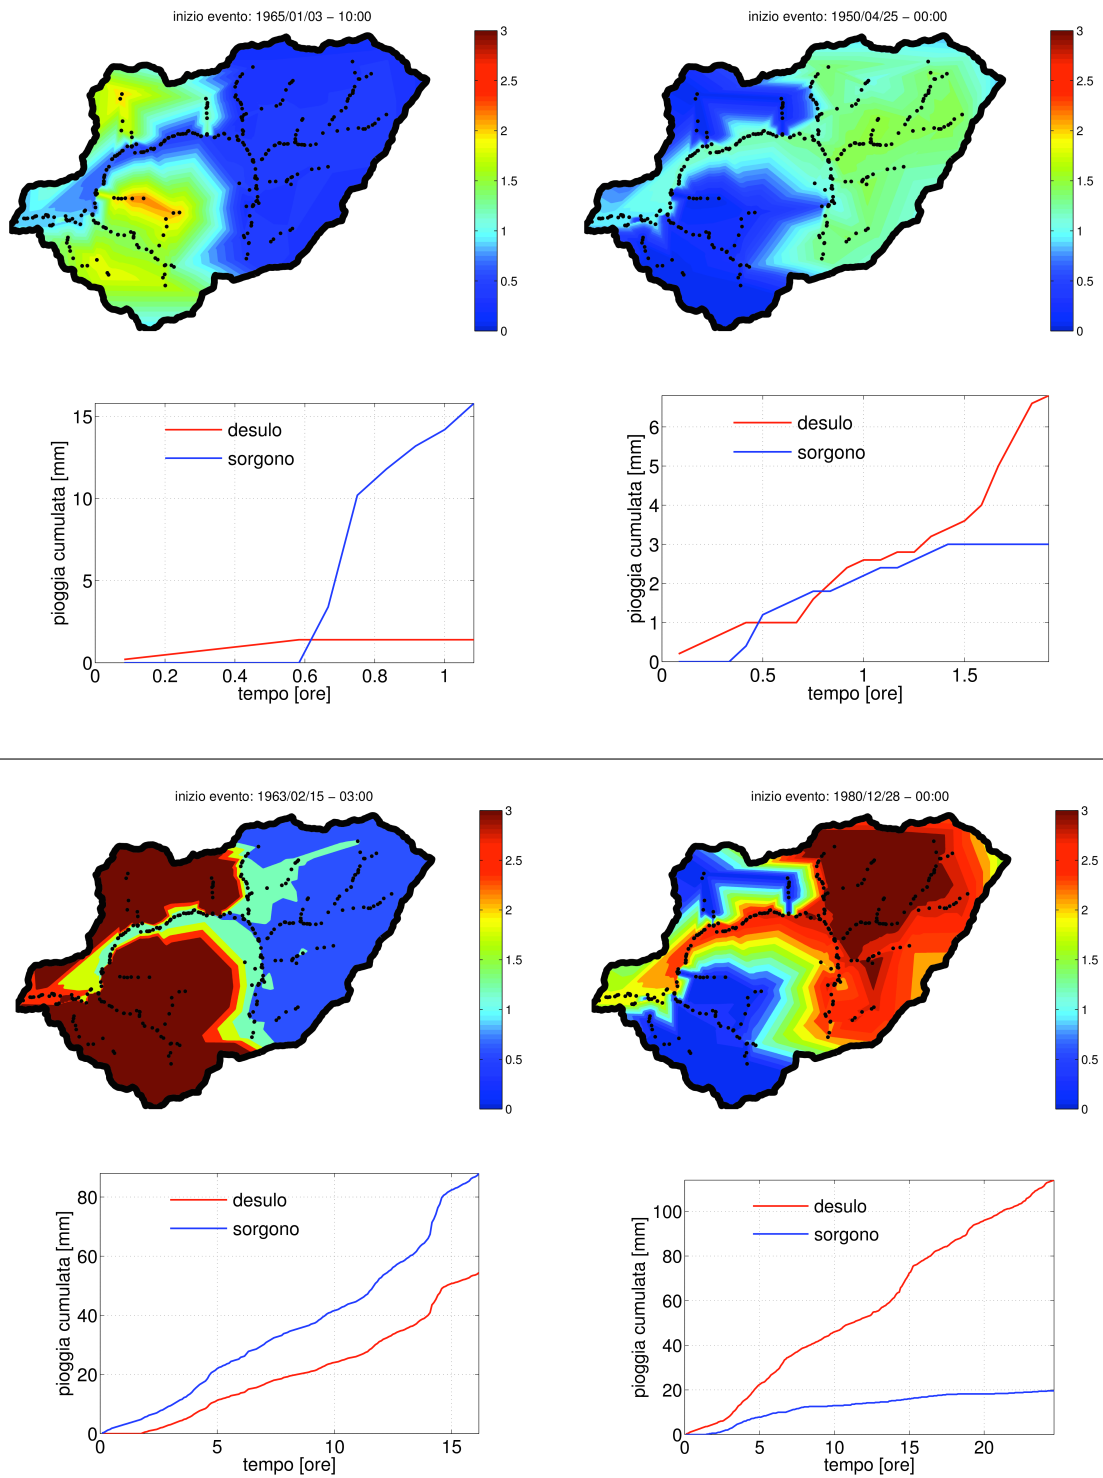 inizio evento: 1965/01/03 − 10:00
3
2.5
2
1.5
1
0.5
0
inizio evento: 1950/04/25 − 00:00
3
2.5
2
1.5
1
0.5
0
pioggia cumulata [mm]
15
10
5
0
desulo
sorgono
0 0.2 0.4 0.6 0.8 1
tempo [ore]
pioggia cumulata [mm]
6
5
4
3
2
1
0
desulo
sorgono
0 0.5 1 1.5
tempo [ore]
inizio evento: 1963/02/15 − 03:00
3
2.5
2
1.5
1
0.5
0
inizio evento: 1980/12/28 − 00:00
3
2.5
2
1.5
1
0.5
0
pioggia cumulata [mm]
80
60
40
20
0
desulo
sorgono
0 5 10 15
tempo [ore]
pioggia cumulata [mm]
100
80
60
40
20
0
desulo
sorgono
0 5 10 15 20
tempo [ore]